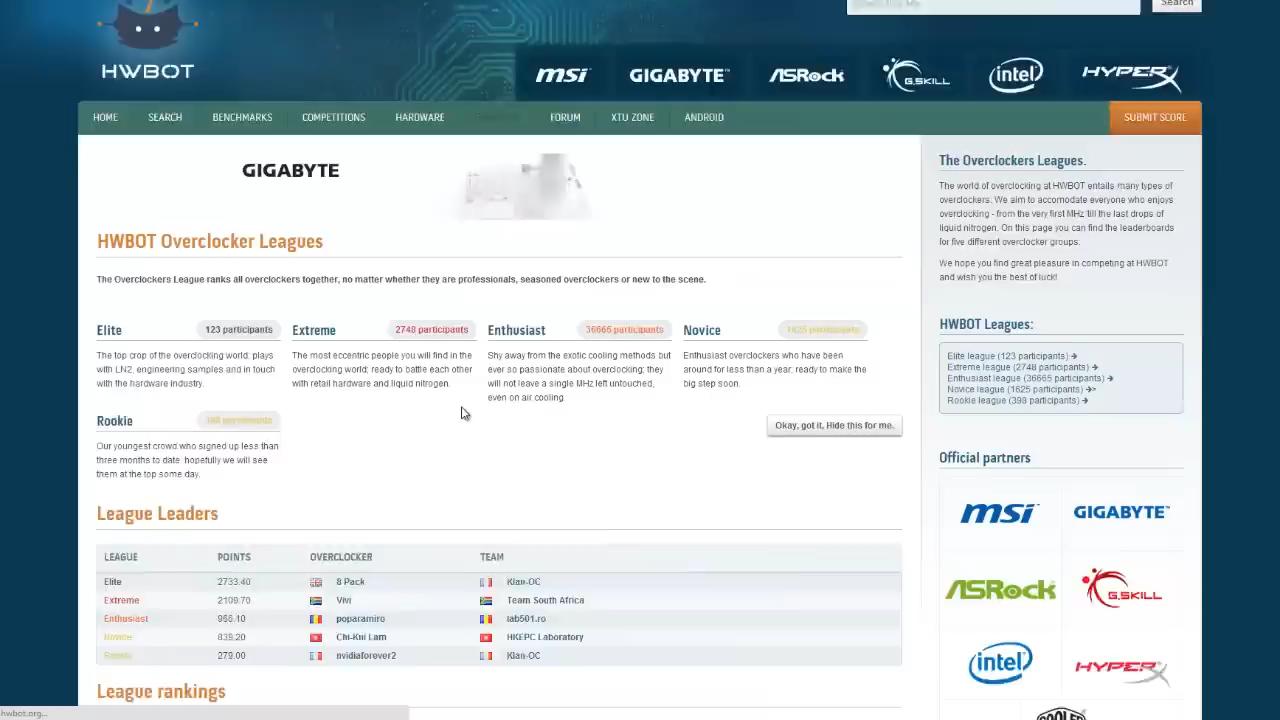 Search
HWBOT
msi GIGABYTE ASRock G.SKILL intel HYPERX
HOME SEARCH BENCHMARKS COMPETITIONS HARDWARE FORUM XTU ZONE ANDROID SUBMIT SCORE
GIGABYTE
HWBOT Overclocker Leagues
The Overclockers League ranks all overclockers together, no matter whether they are professionals, seasoned overclockers or new to the scene.
Elite 123 participants
The top crop of the overclocking world: plays
with LN2, engineering samples and in touch
with the hardware industry.
Extreme 2748 participants
The most eccentric people you will find in the
overclocking world; ready to battle each other
with retail hardware and liquid nitrogen.
Enthusiast 36665 participants
Shy away from the exotic cooling methods but
ever so passionate about overclocking; they
will not leave a single MHz left untouched,
even on air cooling.
Novice 1625 participants
Enthusiast overclockers who have been
around for less than a year, ready to make the
big step soon.
Rookie 398 participants
Our youngest crowd who signed up less than
three months to date, hopefully we will see
them at the top some day.
Okay, got it, Hide this for me.
League Leaders
LEAGUE POINTS OVERCLOCKER TEAM
Elite 2733.40 8 Pack Klan-OC
Extreme 2109.70 Vivi Team South Africa
Enthusiast poparamiro lab501.ro
Novice 839.20 Chi-Kui Lam HKEPC Laboratory
Rookie 279.00 nvidiaforever2 Klan-OC
League rankings
The Overclockers Leagues.
The world of overclocking at HWBOT entails many types of
overclockers. We aim to accomodate everyone who enjoys
overclocking - from the very first MHz till the last drops of
liquid nitrogen. On this page you can find the leaderboards
for five different overclocker groups.
We hope you find great pleasure in competing at HWBOT
and wish you the best of luck!
HWBOT Leagues:
Elite league (123 participants)
Extreme league (2748 participants)
Enthusiast league (36665 participants)
Novice league (1625 participants)
Rookie league (398 participants)
Official partners
msi GIGABYTE
ASRock G.SKILL
intel HYPERX
COOLER
hwbot.org...